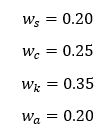 w_s = 0.20
w_c = 0.25
w_k = 0.35
w_a = 0.20